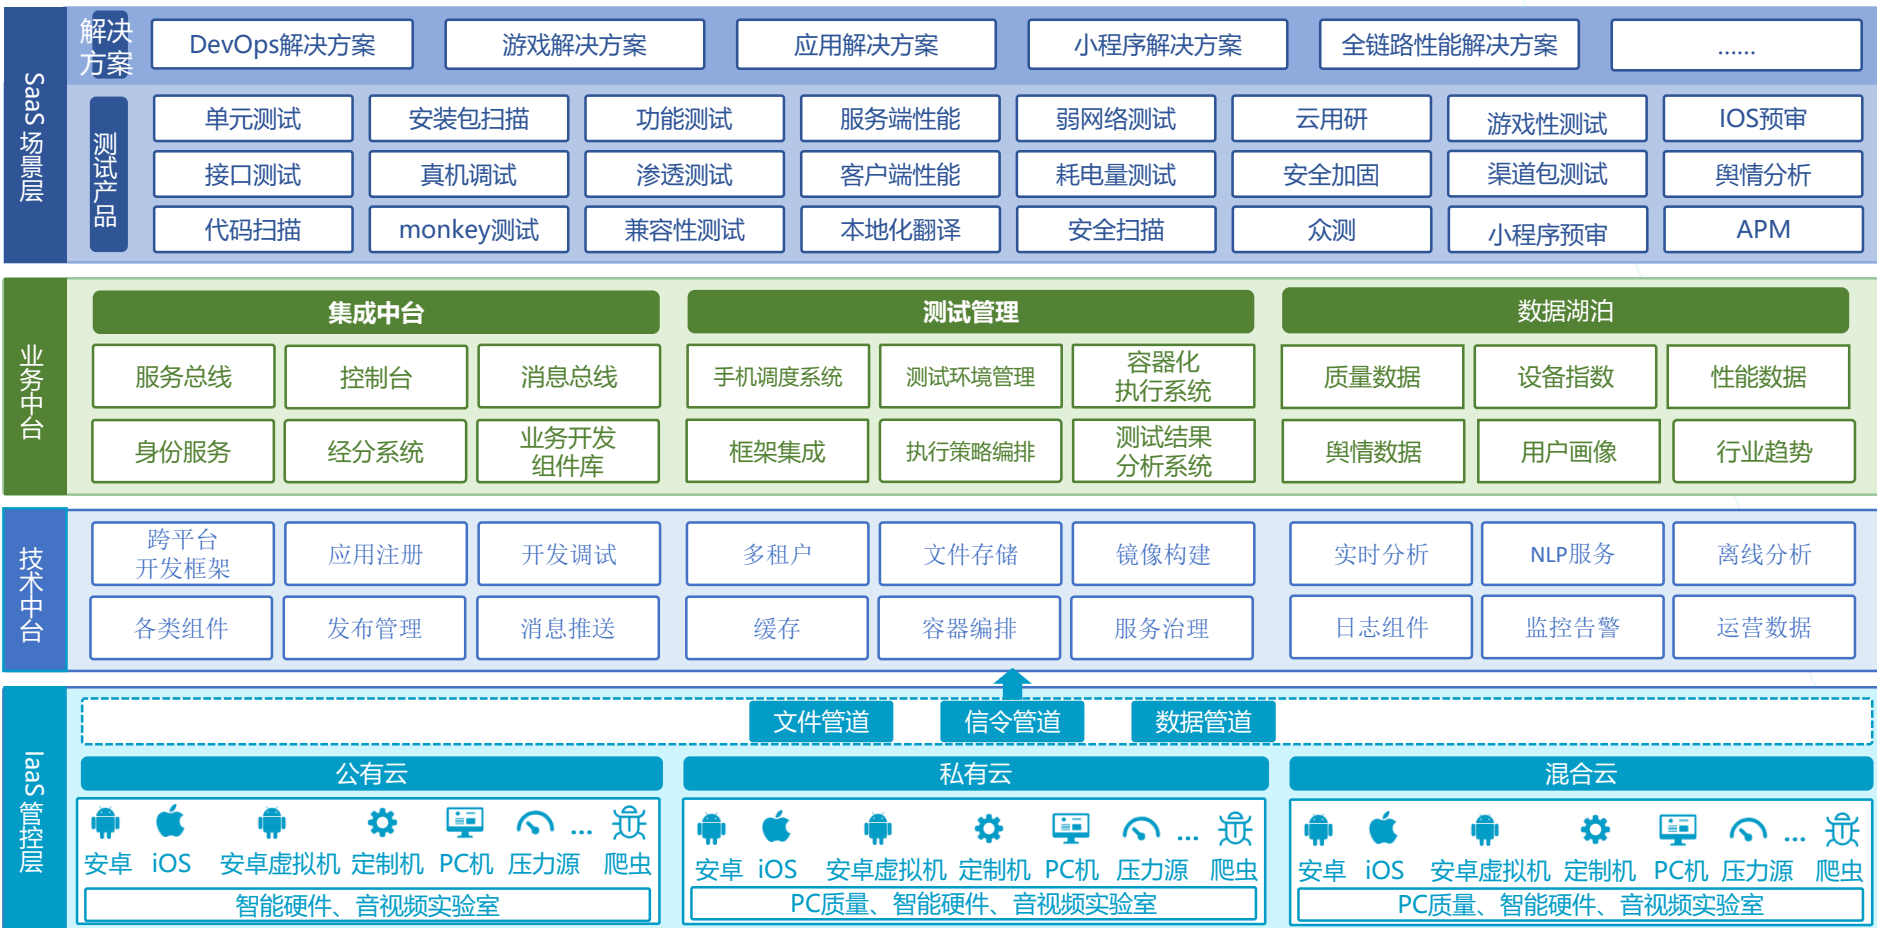 SaaS场景层
解决
方案
DevOps解决方案
游戏解决方案
应用解决方案
小程序解决方案
全链路性能解决方案
......
测试产品
单元测试
安装包扫描
功能测试
服务端性能
弱网络测试
云用研
游戏性测试
IOS预审
接口测试
真机调试
渗透测试
客户端性能
耗电量测试
安全加固
渠道包测试
舆情分析
代码扫描
monkey测试
兼容性测试
本地化翻译
安全扫描
众测
小程序预审
APM
业务中台
集成中台
测试管理
数据湖泊
服务总线
控制台
消息总线
手机调度系统
测试环境管理
容器化
执行系统
质量数据
设备指数
性能数据
身份服务
经分系统
业务开发
组件库
框架集成
执行策略编排
测试结果
分析系统
舆情数据
用户画像
行业趋势
技术中台
跨平台
开发框架
应用注册
开发调试
多租户
文件存储
镜像构建
实时分析
NLP服务
离线分析
各类组件
发布管理
消息推送
缓存
容器编排
服务治理
日志组件
监控告警
运营数据
IaaS管控层
文件管道
信令管道
数据管道
公有云
私有云
混合云
...
安卓
iOS
安卓虚拟机
定制机
PC机
压力源
爬虫
智能硬件、音视频实验室
...
安卓
iOS
安卓虚拟机
定制机
PC机
压力源
爬虫
PC质量、智能硬件、音视频实验室
...
安卓
iOS
安卓虚拟机
定制机
PC机
压力源
爬虫
PC质量、智能硬件、音视频实验室